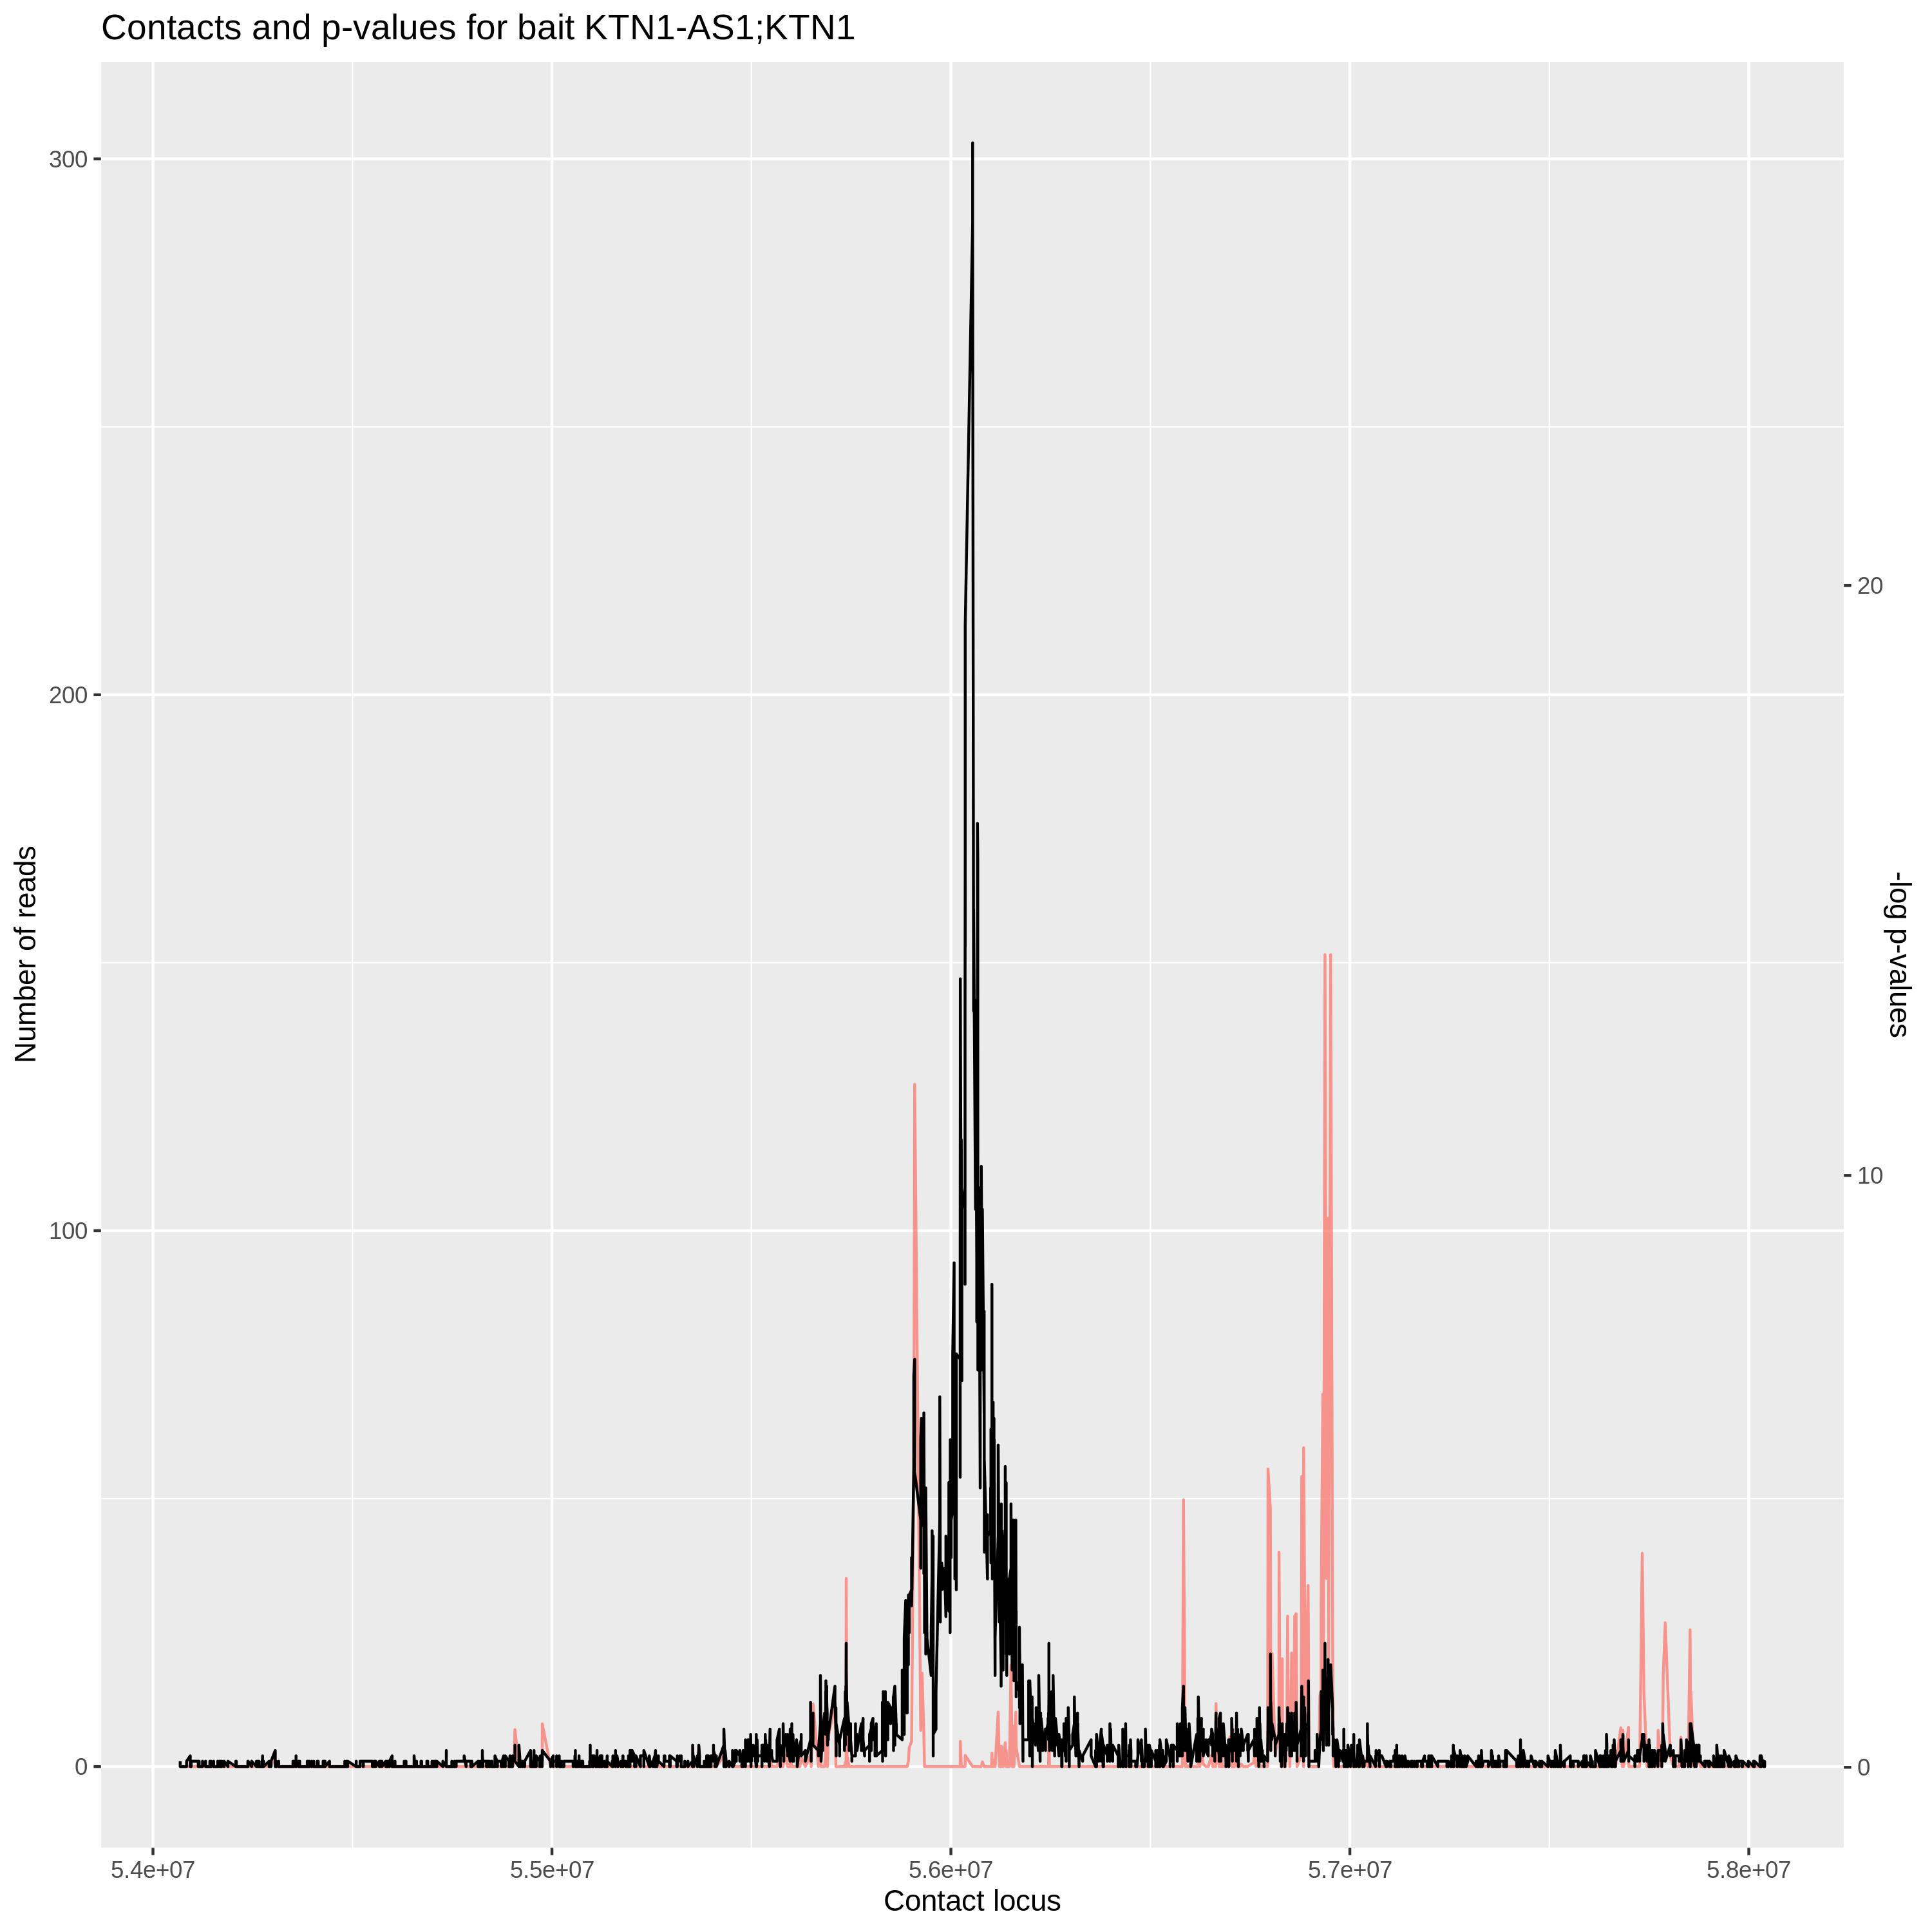 Contacts and p-values for bait KTN1-AS1;KTN1
300
200
100
0
Number of reads
20
10
0
-log p-values
5.4e+07 5.5e+07 5.6e+07 5.7e+07 5.8e+07
Contact locus